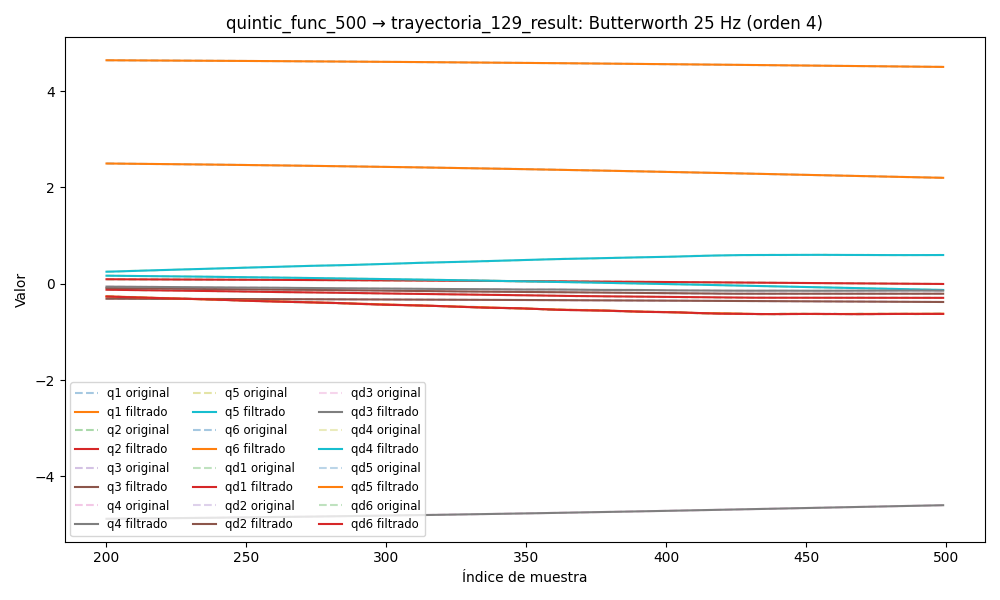 quintic_func_500 → trayectoria_129_result: Butterworth 25 Hz (orden 4)
Valor
4
2
0
−2
−4
q1 original
q1 filtrado
q2 original
q2 filtrado
q3 original
q3 filtrado
q4 original
q4 filtrado
q5 original
q5 filtrado
q6 original
q6 filtrado
qd1 original
qd1 filtrado
qd2 original
qd2 filtrado
qd3 original
qd3 filtrado
qd4 original
qd4 filtrado
qd5 original
qd5 filtrado
qd6 original
qd6 filtrado
200
250
300
350
400
450
500
Índice de muestra